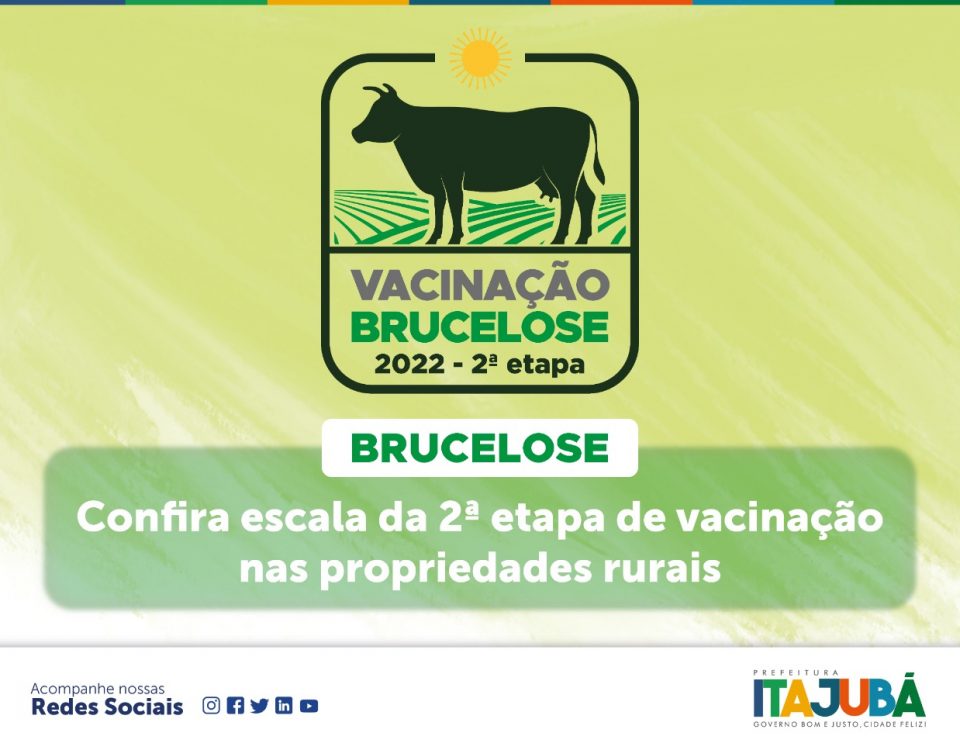 VACINAÇÃO
BRUCELOSE
2022 - 2ª etapa
BRUCELOSE
Confira escala da 2ª etapa de vacinação
nas propriedades rurais
Acompanhe nossas
Redes Sociais
PREFEITURA
ITAJUBÁ
GOVERNO BOM E JUSTO, CIDADE FELIZ!